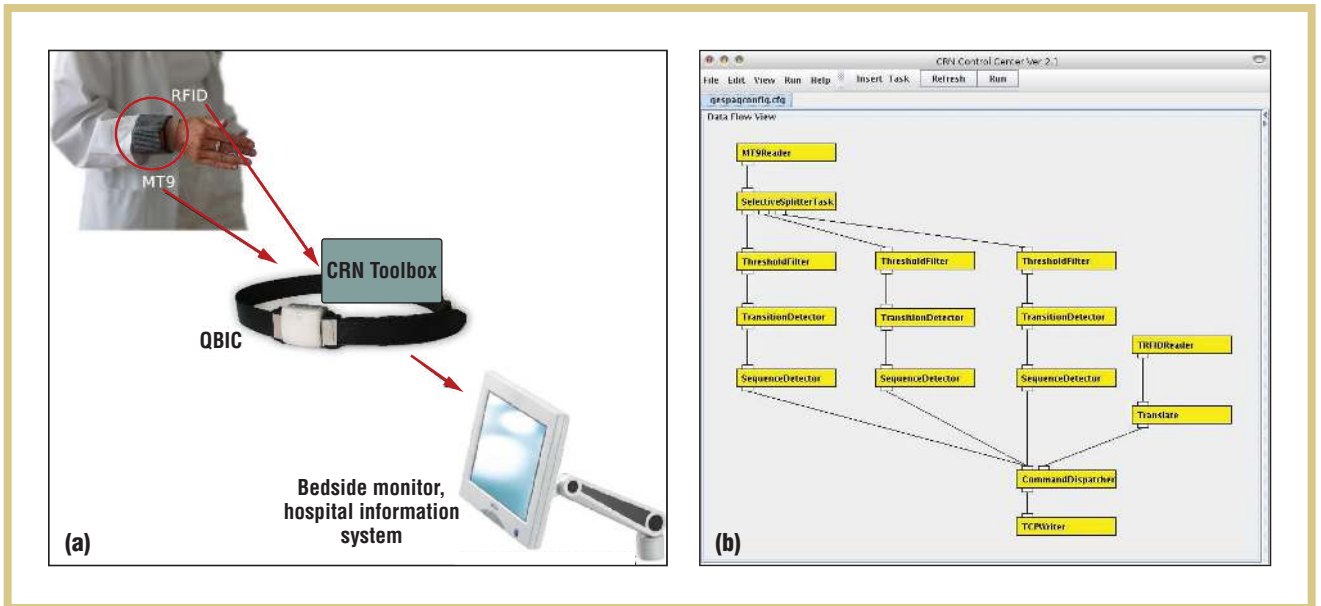 RFID
MT9
CRN Toolbox
QBIC
Bedside monitor,
hospital information
system
(a)
CRN Control Center Ver 2.1
File Edit View Run Help Insert Task Refresh Run
qespaqconfig.cfg
Data Flow View
MT9Reader
SelectiveSplitterTask
ThresholdFilter ThresholdFilter ThresholdFilter
TransitionDetector TransitionDetector TransitionDetector
TRFIDReader
SequenceDetector SequenceDetector SequenceDetector
Translate
CommandDispatcher
TCPWriter
(b)